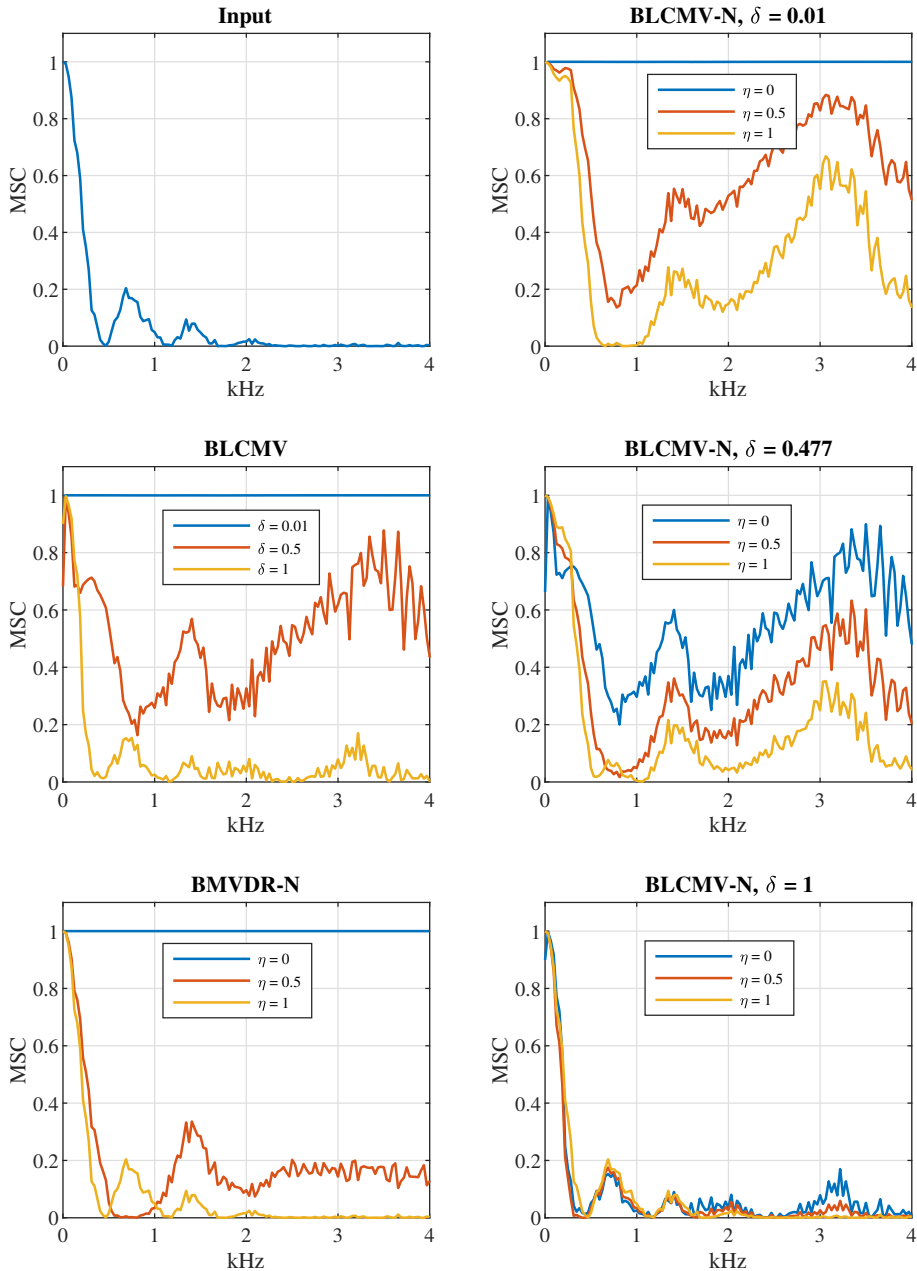 Input
MSC
1
0.8
0.6
0.4
0.2
0
0 1 2 3 4
kHz
BLCMV-N, δ = 0.01
MSC
1
0.8
0.6
0.4
0.2
0
η = 0
η = 0.5
η = 1
0 1 2 3 4
kHz
BLCMV
MSC
1
0.8
0.6
0.4
0.2
0
δ = 0.01
δ = 0.5
δ = 1
0 1 2 3 4
kHz
BLCMV-N, δ = 0.477
MSC
1
0.8
0.6
0.4
0.2
0
η = 0
η = 0.5
η = 1
0 1 2 3 4
kHz
BMVDR-N
MSC
1
0.8
0.6
0.4
0.2
0
η = 0
η = 0.5
η = 1
0 1 2 3 4
kHz
BLCMV-N, δ = 1
MSC
1
0.8
0.6
0.4
0.2
0
η = 0
η = 0.5
η = 1
0 1 2 3 4
kHz